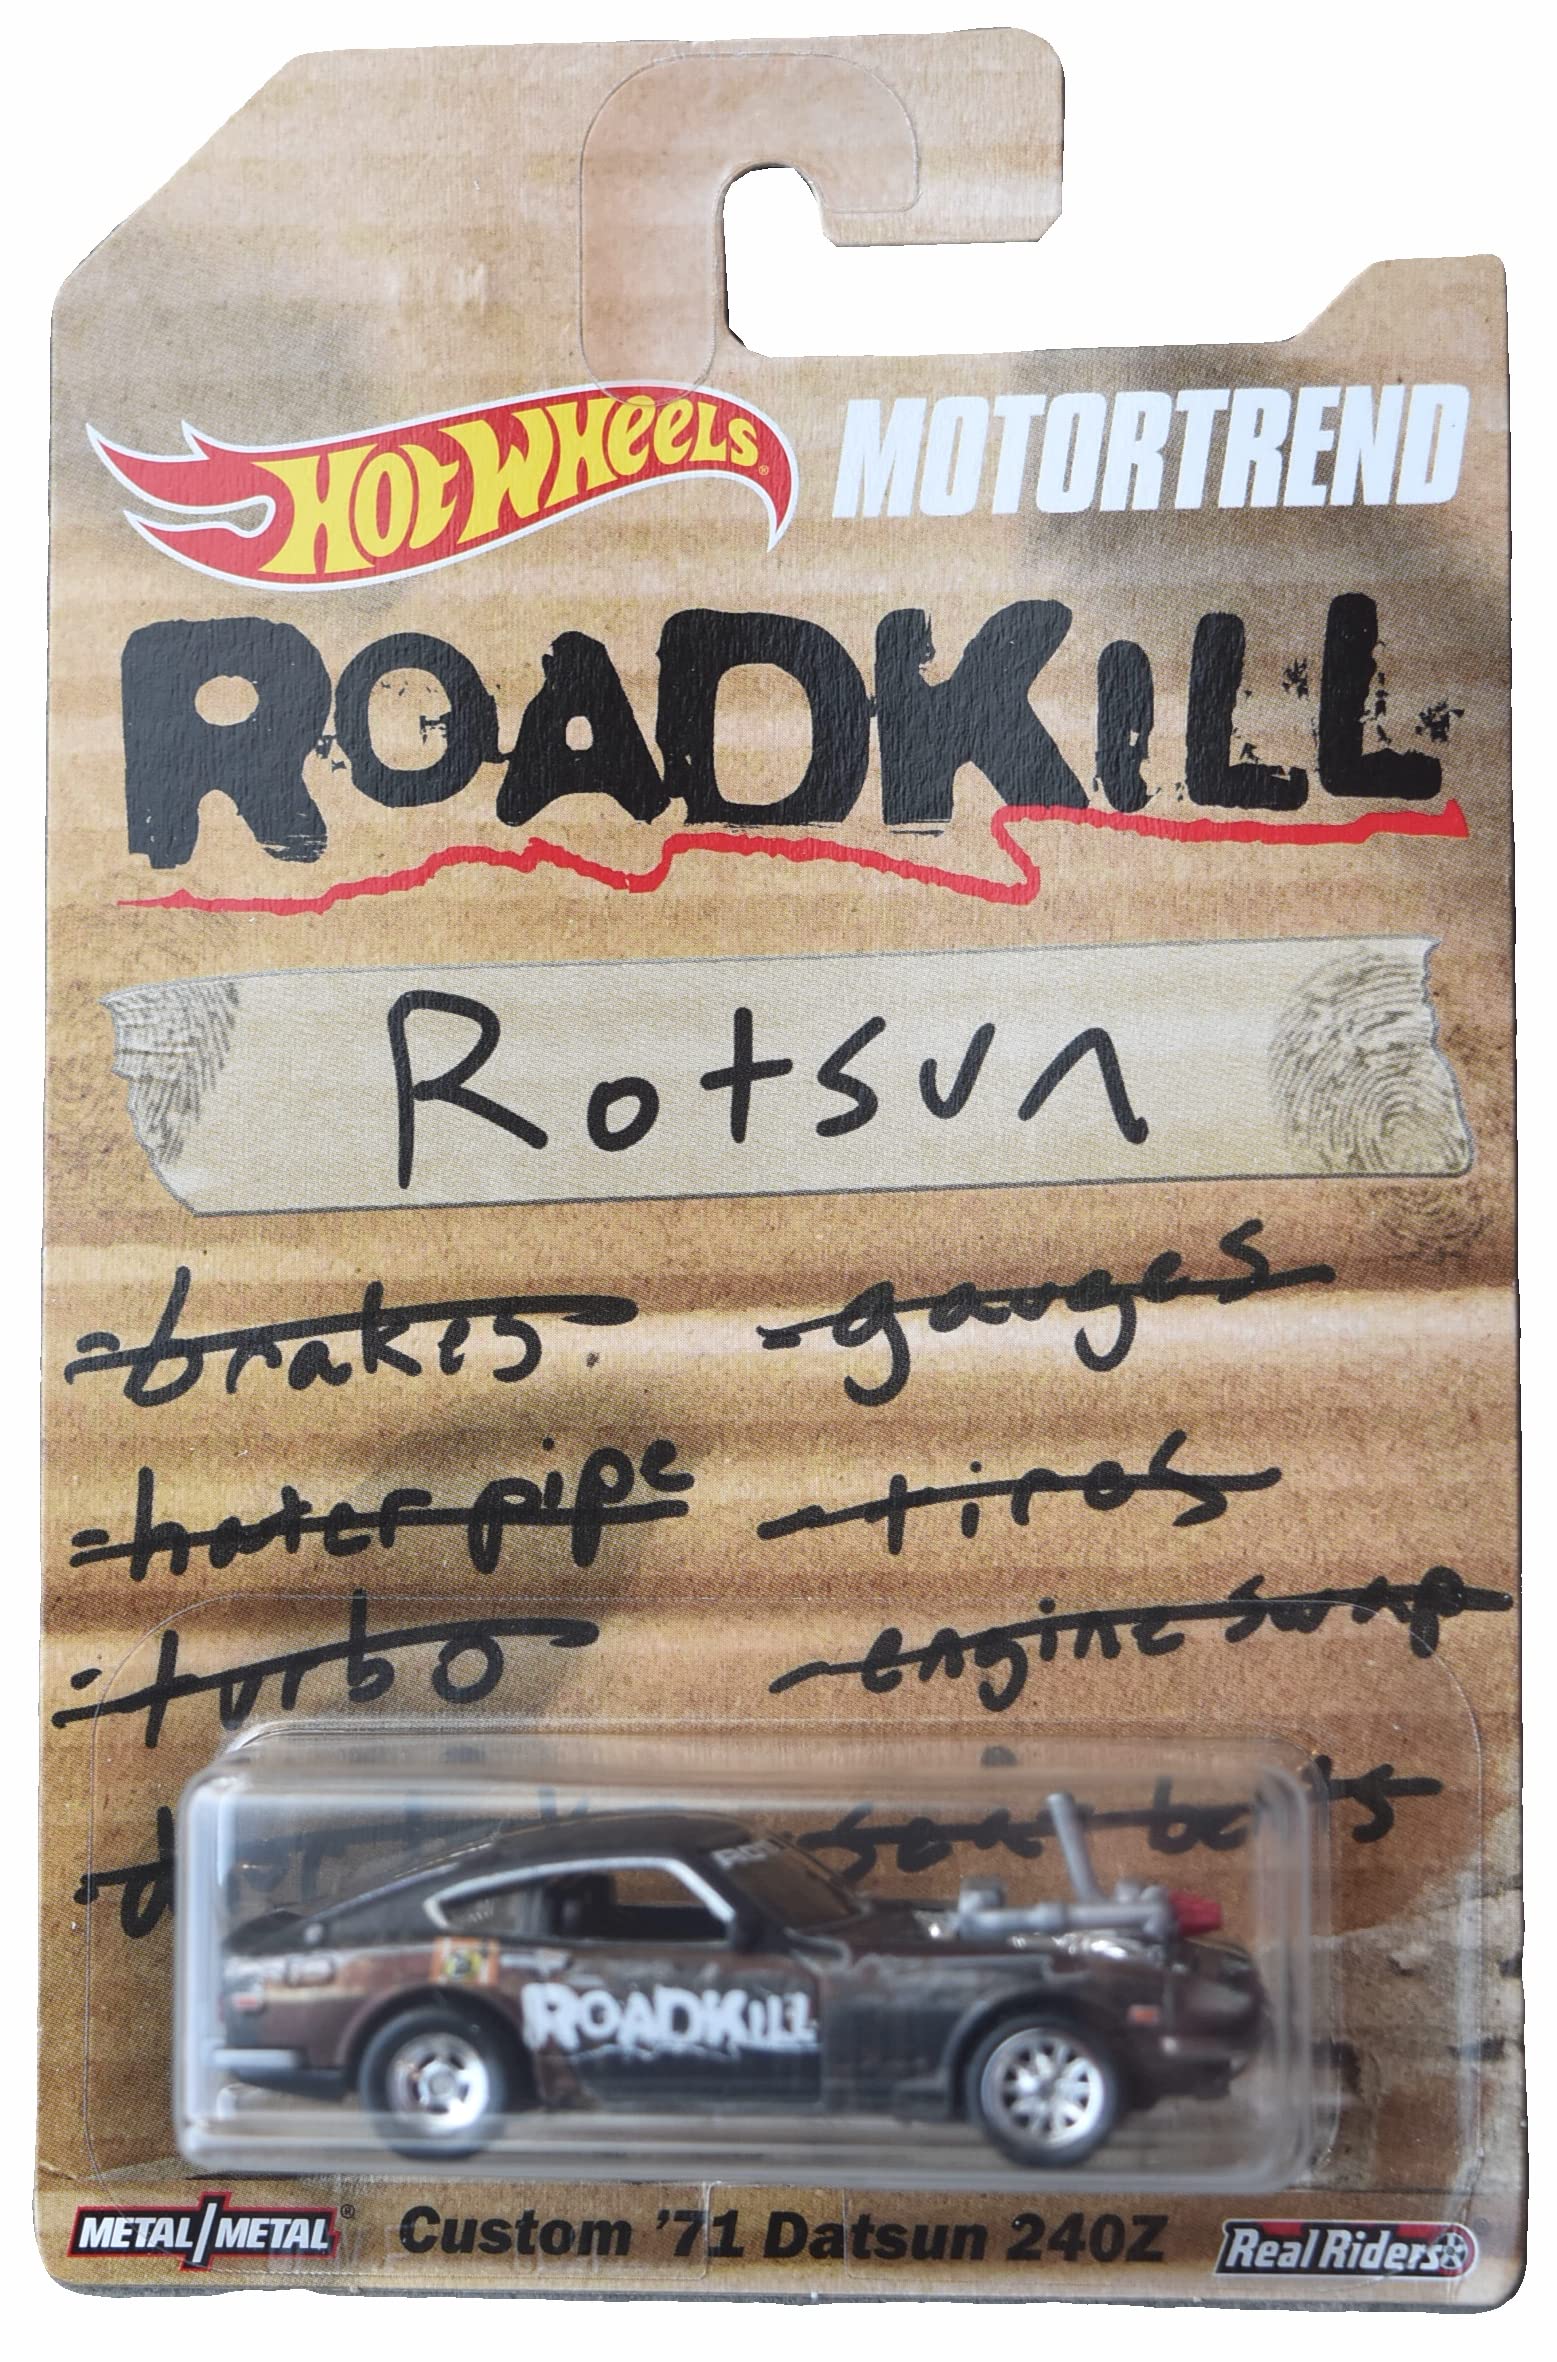 HOT WHEELS® MOTORTREND
ROADKILL
Rotsun
-brakes. -gauges
-hater pipe -tires
-turbo -engine swap
-seat belts
ROADKILL
METAL/METAL® Custom '71 Datsun 240Z Real Riders®